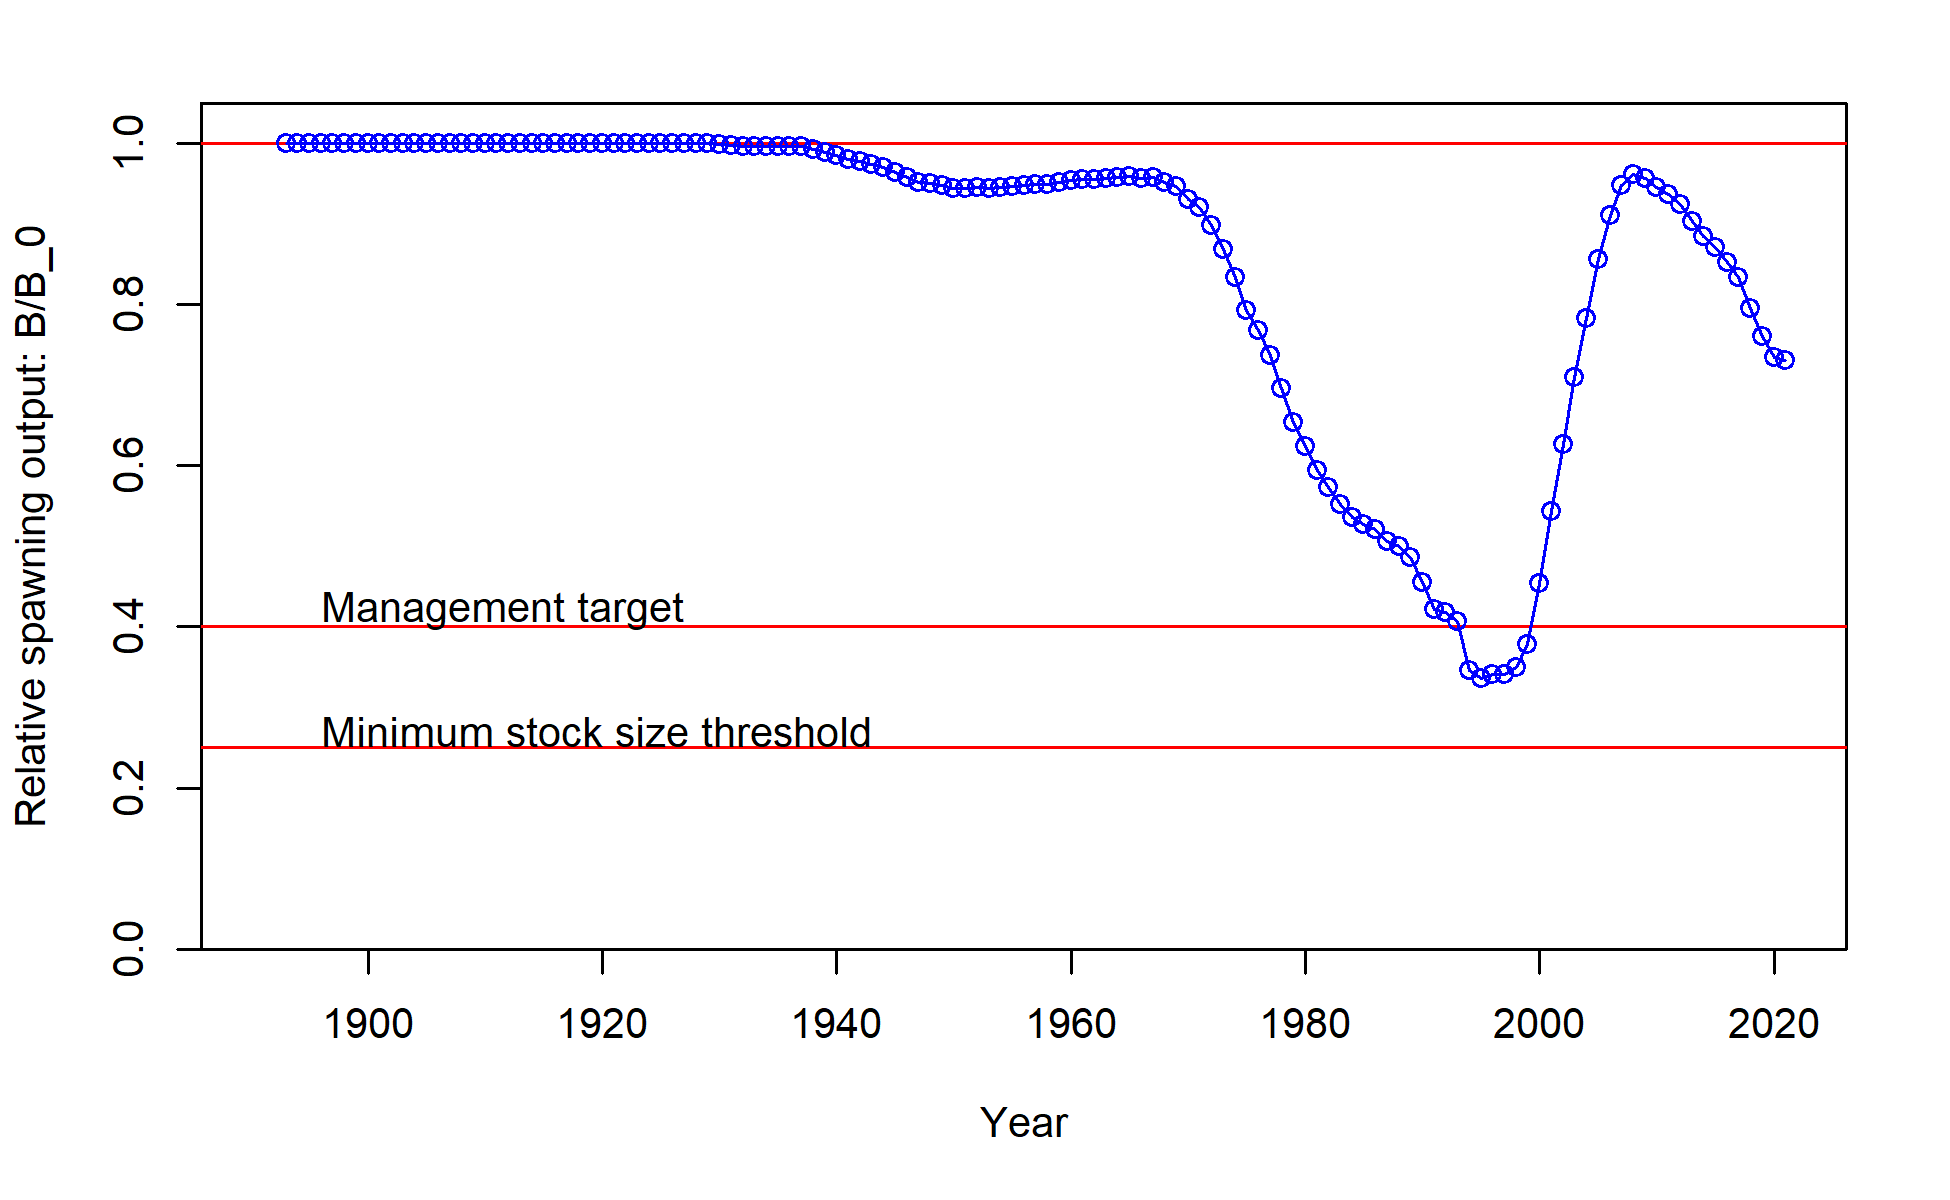 Relative spawning output: B/B_0
1.0
0.8
0.6
0.4
0.2
0.0
Management target
Minimum stock size threshold
1900 1920 1940 1960 1980 2000 2020
Year